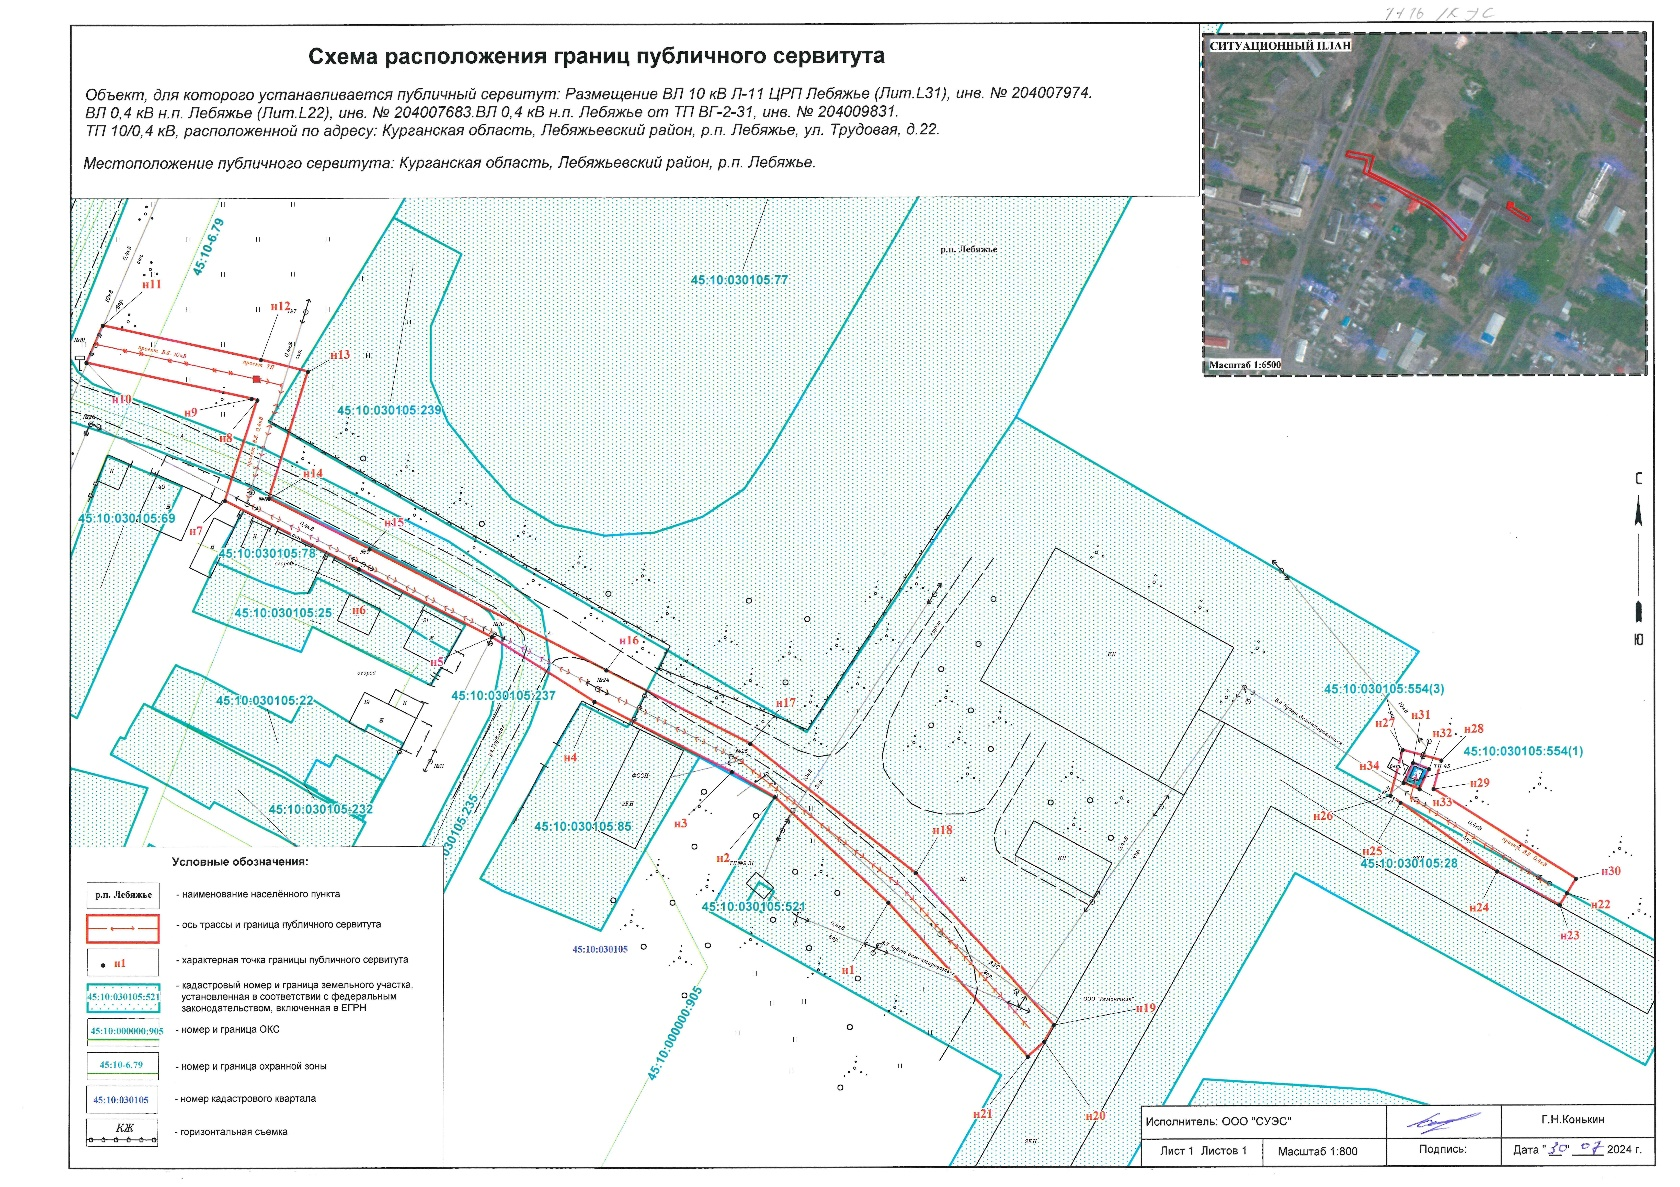 Схема расположения границ публичного сервитута
Объект, для которого устанавливается публичный сервитут: Размещение ВЛ 10 кВ Л-11 ЦРП Лебяжье (Лит.L31), инв. № 204007974.
ВЛ 0,4 кВ н.п. Лебяжье (Лит.L22), инв. № 204007683.ВЛ 0,4 кВ н.п. Лебяжье от ТП ВГ-2-31, инв. № 204009831.
ТП 10/0,4 кВ, расположенной по адресу: Курганская область, Лебяжьевский район, р.п. Лебяжье, ул. Трудовая, д.22.
Местоположение публичного сервитута: Курганская область, Лебяжьевский район, р.п. Лебяжье.
СИТУАЦИОННЫЙ ПЛАН
Масштаб 1:6500
45:10-6.79
р.п. Лебяжье
45:10:030105:77
н11
н12
н13
45:10:030105:239
н10
н9
н8
н14
45:10:030105:69
н7
н15
45:10:030105:78
45:10:030105:25
н6
н16
н5
45:10:030105:22
45:10:030105:237
н17
н4
45:10:030105:232
45:10:030105:235
45:10:030105:85
н3
н18
н2
45:10:030105:521
45:10:030105
н1
н19
45:10:000000:905
н21
н20
С
Ю
45:10:030105:554(3)
н27
н31
н32
н28
45:10:030105:554(1)
н34
н29
н33
н26
н25
45:10:030105:28
н30
н24
н22
н23
Условные обозначения:
р.п. Лебяжье
- наименование населённого пункта
- ось трассы и граница публичного сервитута
н1
- характерная точка границы публичного сервитута
45:10:030105:521
- кадастровый номер и граница земельного участка,
установленная в соответствии с федеральным
законодательством, включенная в ЕГРН
45:10:000000:905
- номер и граница ОКС
45:10-6.79
- номер и граница охранной зоны
45:10:030105
- номер кадастрового квартала
КЖ
- горизонтальная съемка
Исполнитель: ООО "СУЭС"
Г.Н.Конькин
Лист 1 Листов 1
Масштаб 1:800
Подпись:
Дата "30" 07 2024 г.